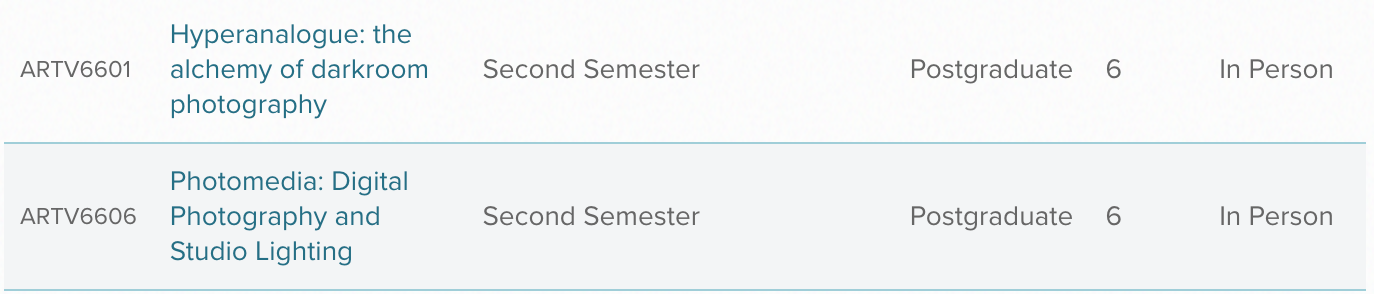 ARTV6601 Hyperanalogue: the alchemy of darkroom photography Second Semester Postgraduate 6 In Person
ARTV6606 Photomedia: Digital Photography and Studio Lighting Second Semester Postgraduate 6 In Person